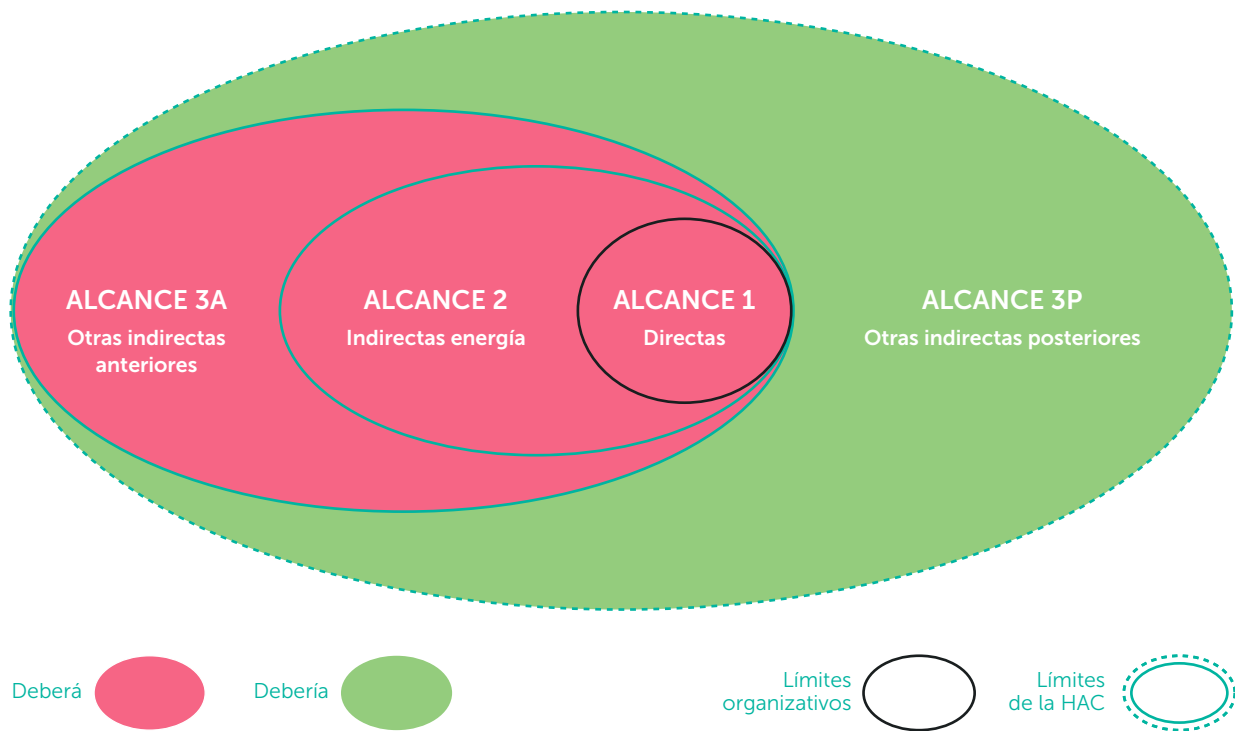 ALCANCE 3A
Otras indirectas
anteriores
ALCANCE 2
Indirectas energía
ALCANCE 1
Directas
ALCANCE 3P
Otras indirectas posteriores
Deberá
Debería
Límites
organizativos
Límites
de la HAC